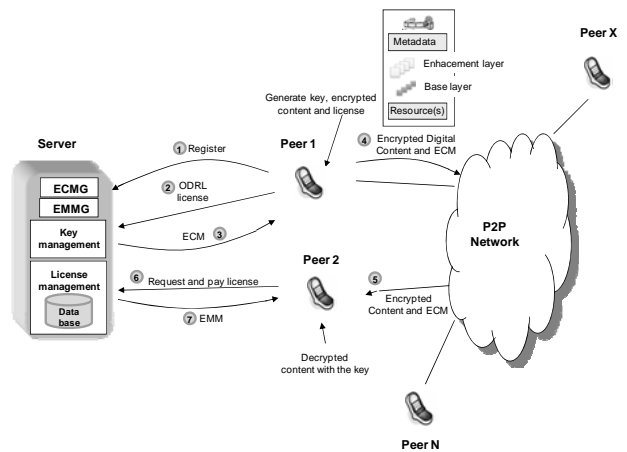 Metadata
Enhacement layer
Base layer
Resource(s)
Peer X
Generate key, encrypted
content and license
Server
1 Register
Peer 1
4 Encrypted Digital
Content and ECM
ECMG
EMMG
2 ODRL
license
Key
management
ECM 3
P2P
Network
Peer 2
License
management
6 Request and pay license
5
Encrypted
Content and ECM
Data
base
7 EMM
Decrypted
content with the key
Peer N